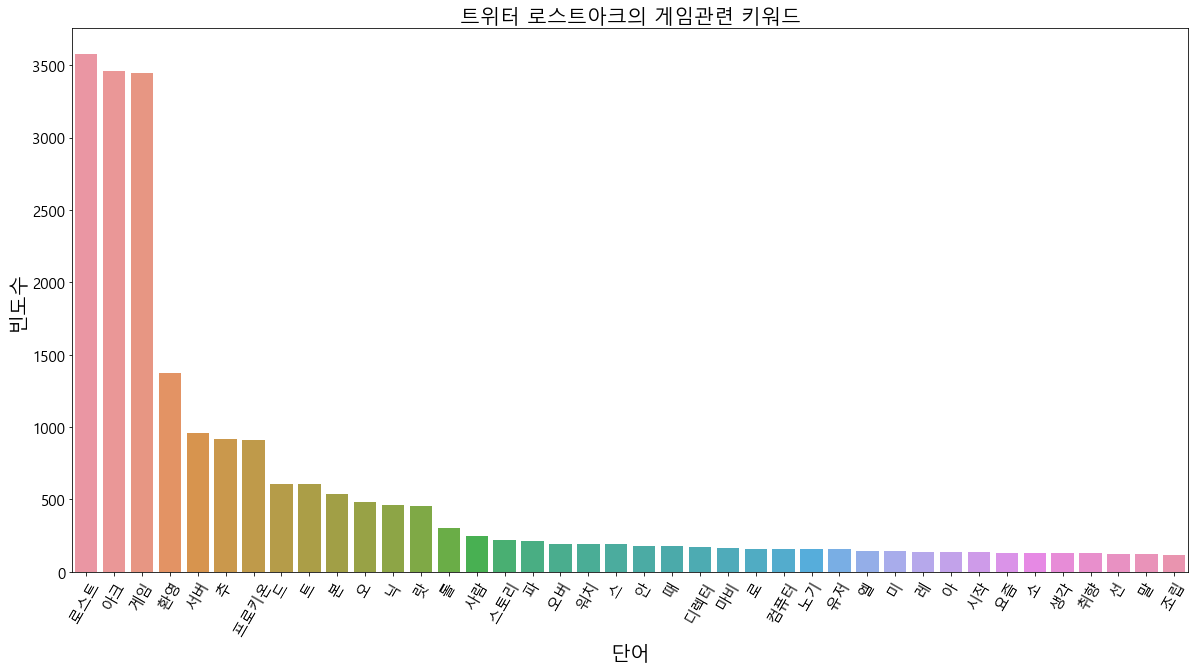 트위터 로스트아크의 게임관련 키워드
빈도수
3500
3000
2500
2000
1500
1000
500
0
로스트
아크
게임
환영
서버
추
프로키온
드
트
본
오
닉
랏
툴
사람
스토리
파
오버
워치
스
안
때
디렉터
마비
로
컴퓨터
노기
유저
엘
미
레
아
시작
요즘
소
생각
취향
선
말
조립
단어